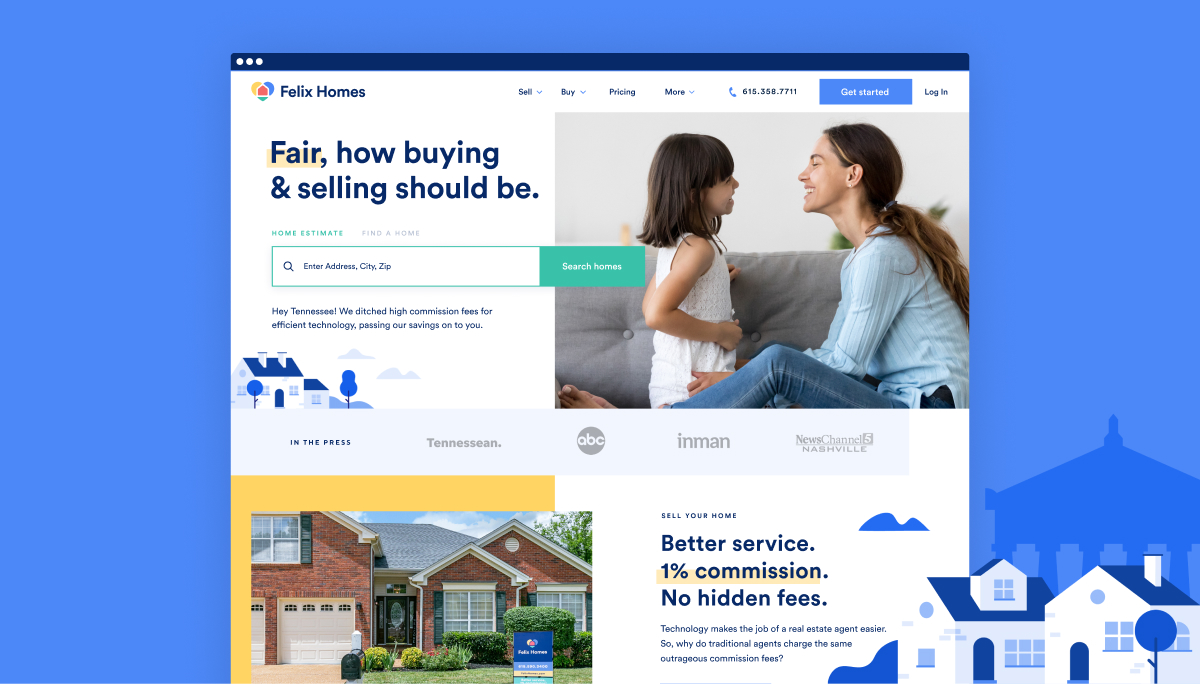 Felix Homes
Sell
Buy
Pricing
More
615.358.7711
Get started
Log In
Fair, how buying
& selling should be.
HOME ESTIMATE
FIND A HOME
Enter Address, City, Zip
Search homes
Hey Tennessee! We ditched high commission fees for
efficient technology, passing our savings on to you.
IN THE PRESS
Tennessean.
abc
inman
NewsChannel 5
NASHVILLE
SELL YOUR HOME
Better service.
1% commission.
No hidden fees.
Technology makes the job of a real estate agent easier.
So, why do traditional agents charge the same
outrageous commission fees?
Felix Homes